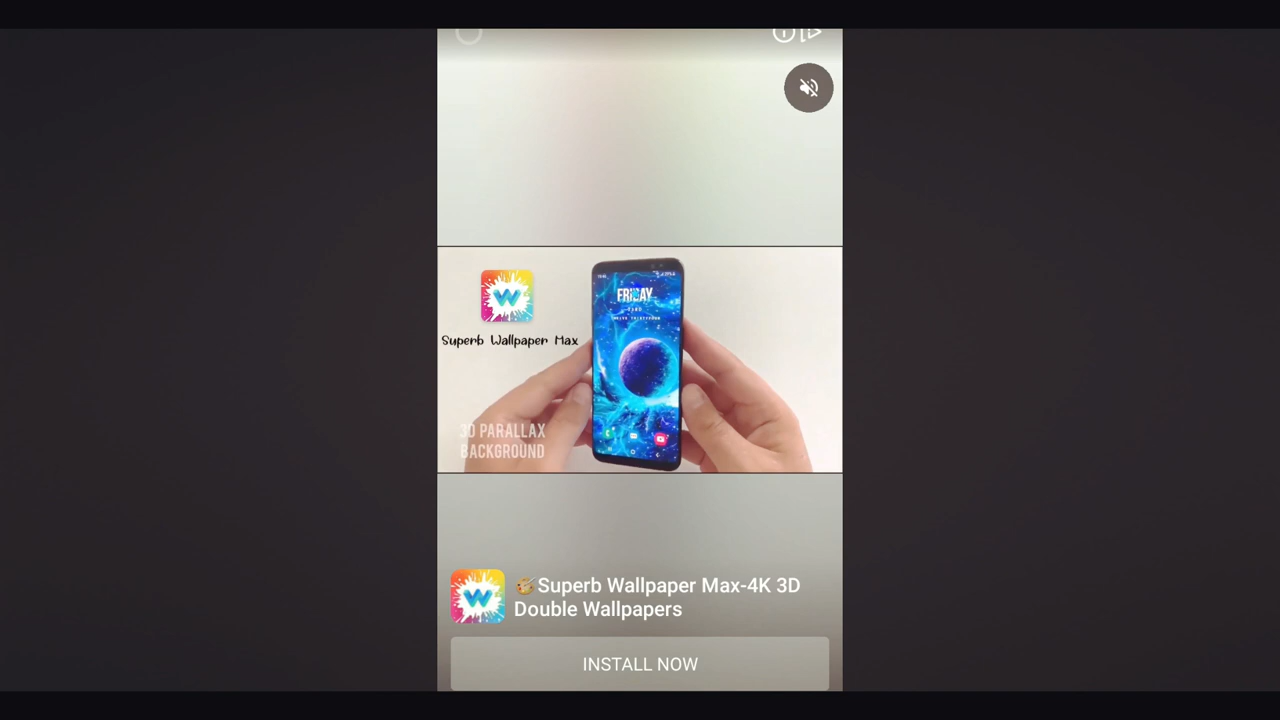 Superb Wallpaper Max
FRIDAY
3D PARALLAX
BACKGROUND
Superb Wallpaper Max-4K 3D
Double Wallpapers
INSTALL NOW